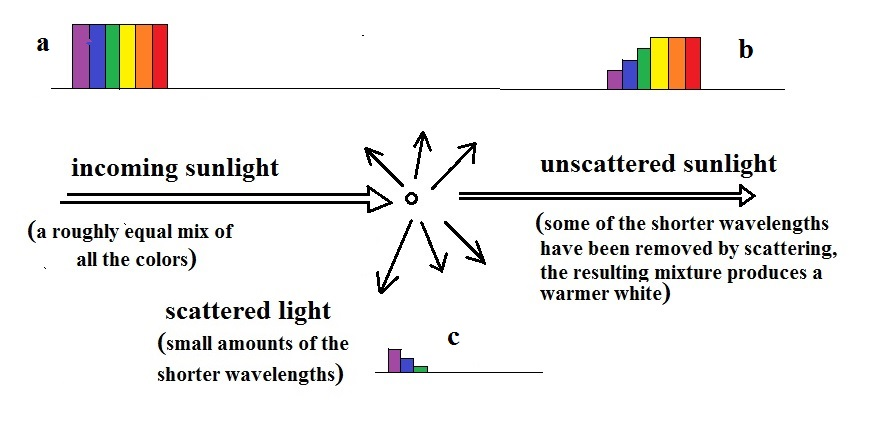 a
b
incoming sunlight
unscattered sunlight
(a roughly equal mix of
all the colors)
(some of the shorter wavelengths
have been removed by scattering,
the resulting mixture produces a
warmer white)
scattered light
(small amounts of the
shorter wavelengths)
c